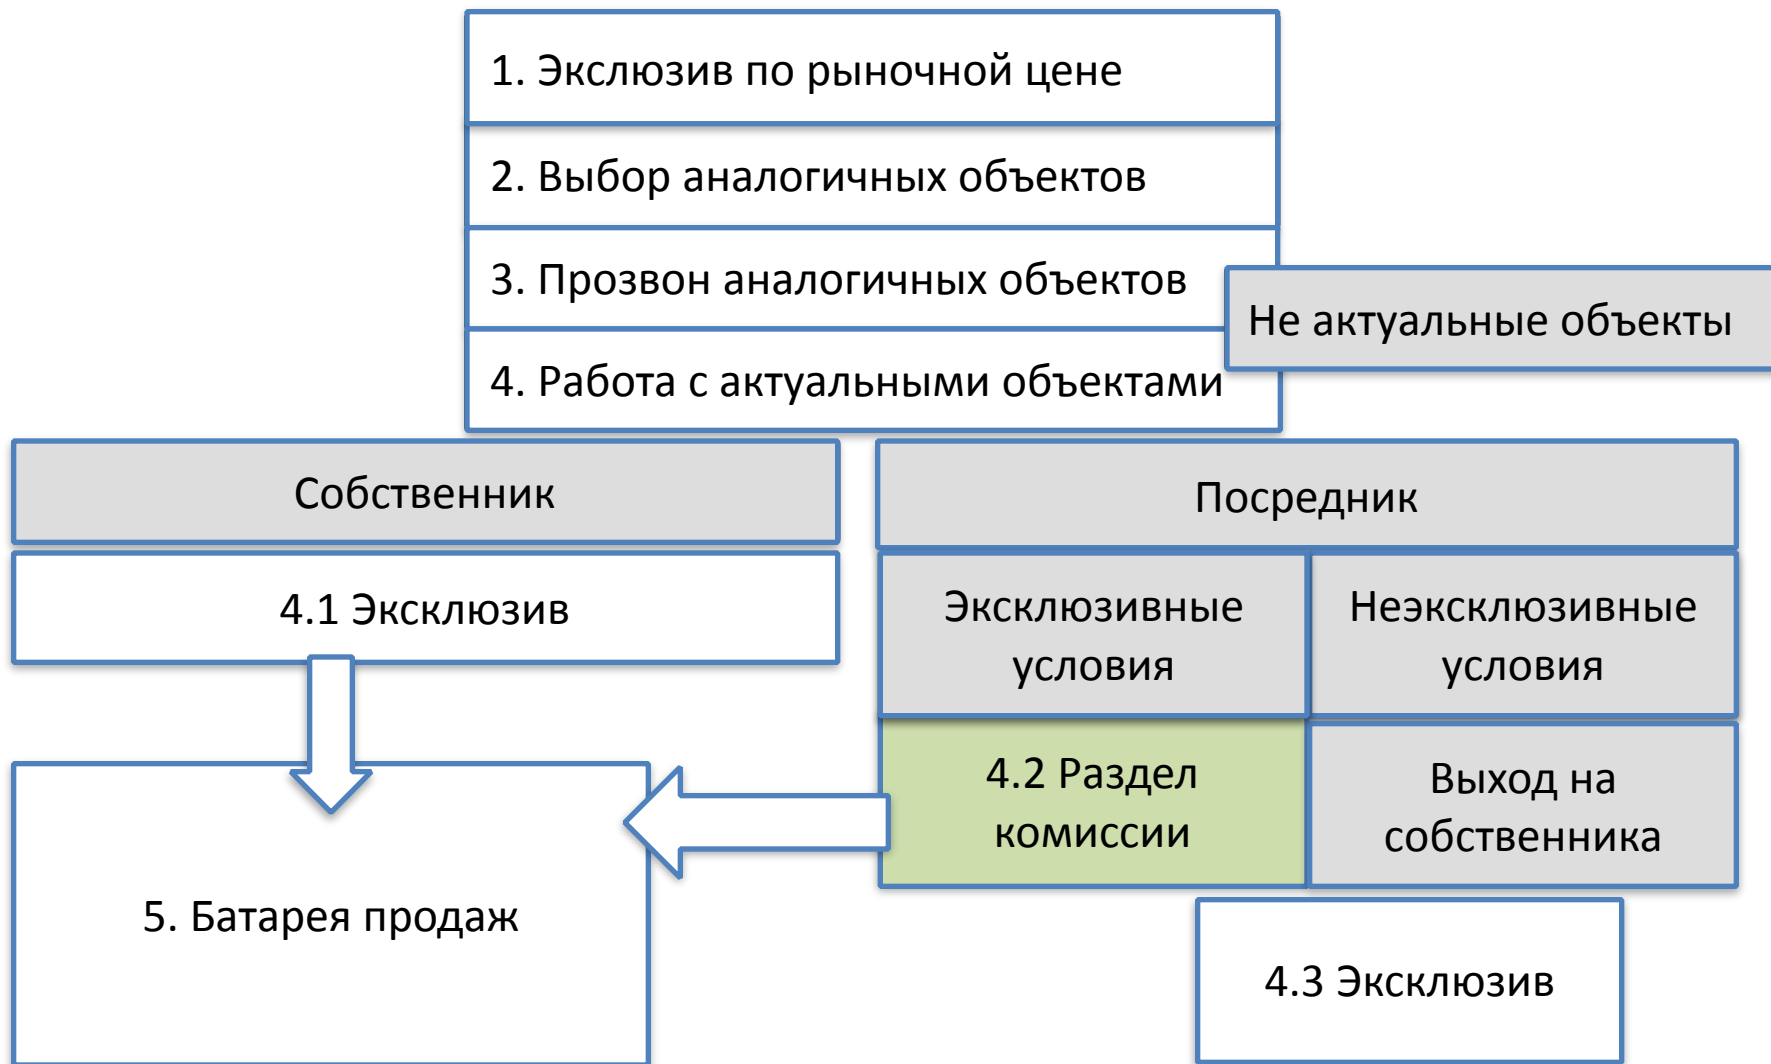 1. Экслюзив по рыночной цене
2. Выбор аналогичных объектов
3. Прозвон аналогичных объектов
Не актуальные объекты
4. Работа с актуальными объектами
Собственник
Посредник
4.1 Эксклюзив
Эксклюзивные
условия
Неэксклюзивные
условия
4.2 Раздел
комиссии
Выход на
собственника
5. Батарея продаж
4.3 Эксклюзив